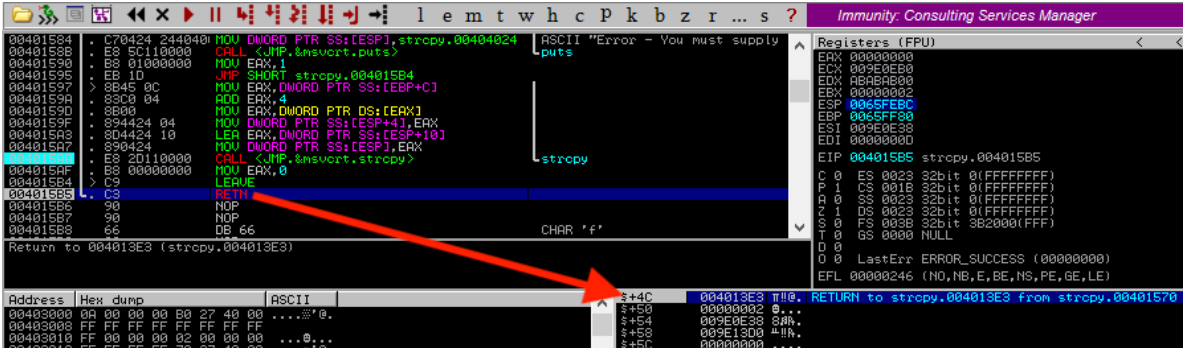 l e m t w h c P k b z r ... s ?
Immunity: Consulting Services Manager
00401584 . C70424 244040 MOV DWORD PTR SS:[ESP],strcpy.00404024 ASCII "Error - You must supply
0040158B . E8 5C110000 CALL <JMP.&msvcrt.puts> puts
00401590 . B8 01000000 MOV EAX,1
00401595 . EB 1D JMP SHORT strcpy.004015B4
00401597 > 8B45 0C MOV EAX,DWORD PTR SS:[EBP+C]
0040159A . 83C0 04 ADD EAX,4
0040159D . 8B00 MOV EAX,DWORD PTR DS:[EAX]
0040159F . 894424 04 MOV DWORD PTR SS:[ESP+4],EAX
004015A3 . 8D4424 10 LEA EAX,DWORD PTR SS:[ESP+10]
004015A7 . 890424 MOV DWORD PTR SS:[ESP],EAX
004015AA . E8 2D110000 CALL <JMP.&msvcrt.strcpy> strcpy
004015AF . B8 00000000 MOV EAX,0
004015B4 > C9 LEAVE
004015B5 . C3 RETN
004015B6 90 NOP
004015B7 90 NOP
004015B8 66 DB 66 CHAR 'f'
Return to 004013E3 (strcpy.004013E3)
Registers (FPU) < <
EAX 00000000
ECX 009E0EB0
EDX ABABAB00
EBX 00000002
ESP 0065FEBC
EBP 0065FF80
ESI 009E0E38
EDI 0000000D
EIP 004015B5 strcpy.004015B5
C 0 ES 0023 32bit 0(FFFFFFFF)
P 1 CS 001B 32bit 0(FFFFFFFF)
A 0 SS 0023 32bit 0(FFFFFFFF)
Z 1 DS 0023 32bit 0(FFFFFFFF)
S 0 FS 003B 32bit 3B2000(FFF)
T 0 GS 0000 NULL
D 0
O 0 LastErr ERROR_SUCCESS (00000000)
EFL 00000246 (NO,NB,E,BE,NS,PE,GE,LE)
Address Hex dump ASCII
00403000 0A 00 00 00 B0 27 40 00 ....░'@.
00403008 FF FF FF FF FF FF FF FF
00403010 FF 00 00 00 02 00 00 00 ...☻...
$+4C 004013E3 π‼@. RETURN to strcpy.004013E3 from strcpy.00401570
$+50 00000002 ☻...
$+54 009E0E38
$+58 009E13D0
$+5C 00000000 ....